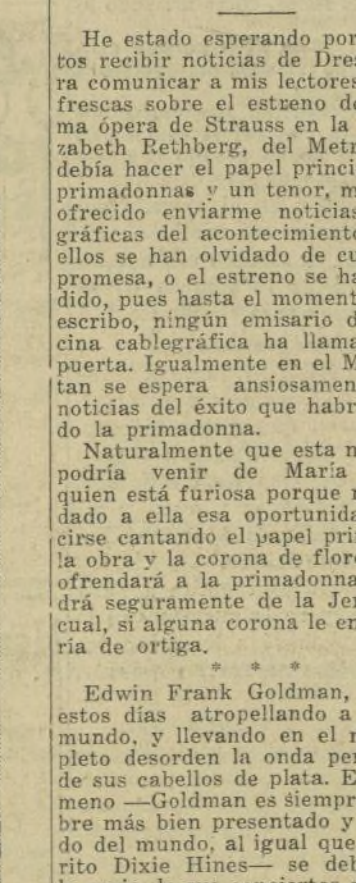 He estado esperando por
tos recibir noticias de Dres
ra comunicar a mis lectores
frescas sobre el estreno de
ma ópera de Strauss en la
zabeth Rethberg, del Metr
debía hacer el papel princi
primadonnas y un tenor, m
ofrecido enviarme noticias
gráficas del acontecimiento
ellos se han olvidado de cu
promesa, o el estreno se ha
dido, pues hasta el moment
escribo, ningún emisario d
cina cablegráfica ha llama
puerta. Igualmente en el M
tan se espera ansiosamen
noticias del éxito que habr
do la primadonna.
Naturalmente que esta n
podría venir de María
quien está furiosa porque n
dado a ella esa oportunida
cirse cantando el papel pri
la obra y la corona de flore
ofrendará a la primadonna
drá seguramente de la Jer
cual, si alguna corona le en
ría de ortiga.
* * *
Edwin Frank Goldman,
estos días atropellando a
mundo, y llevando en el m
pleto desorden la onda per
de sus cabellos de plata. E
meno —Goldman es siempr
bre más bien presentado y
do del mundo, al igual que
rito Dixie Hines— se deb